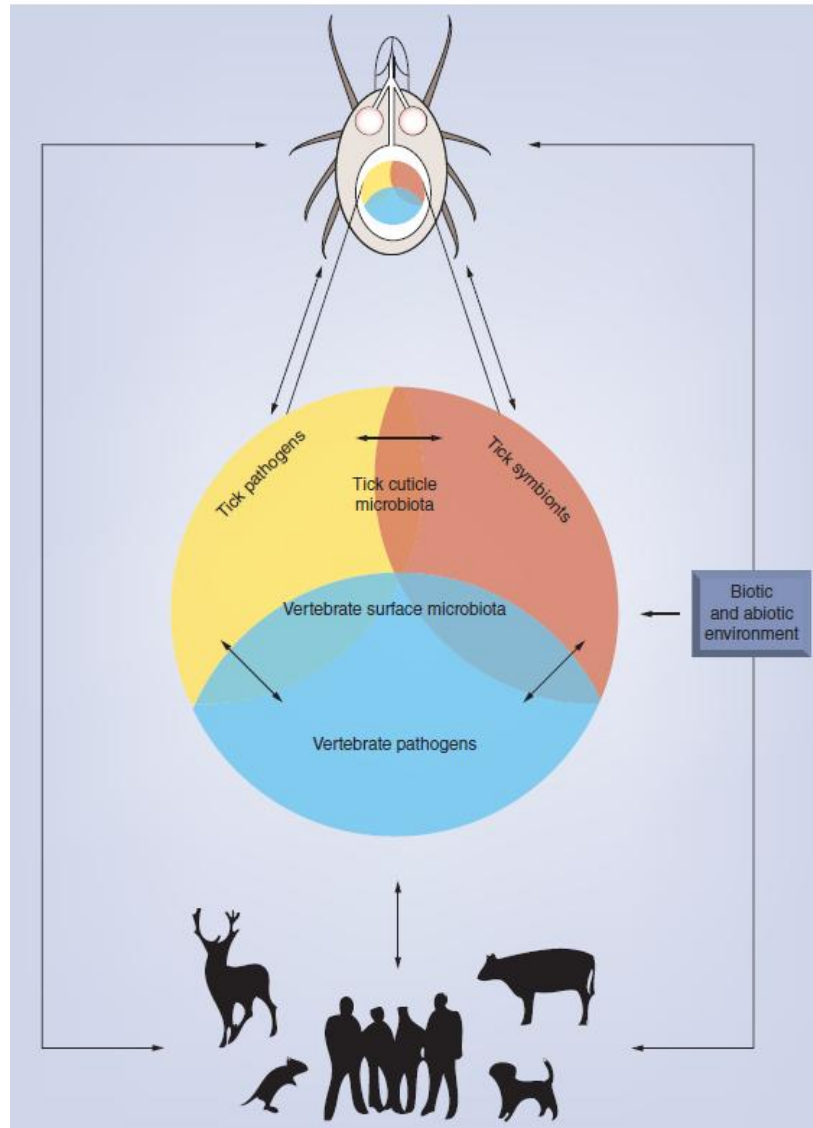 Tick pathogens
Tick symbionts
Tick cuticle
microbiota
Vertebrate surface microbiota
Biotic
and abiotic
environment
Vertebrate pathogens